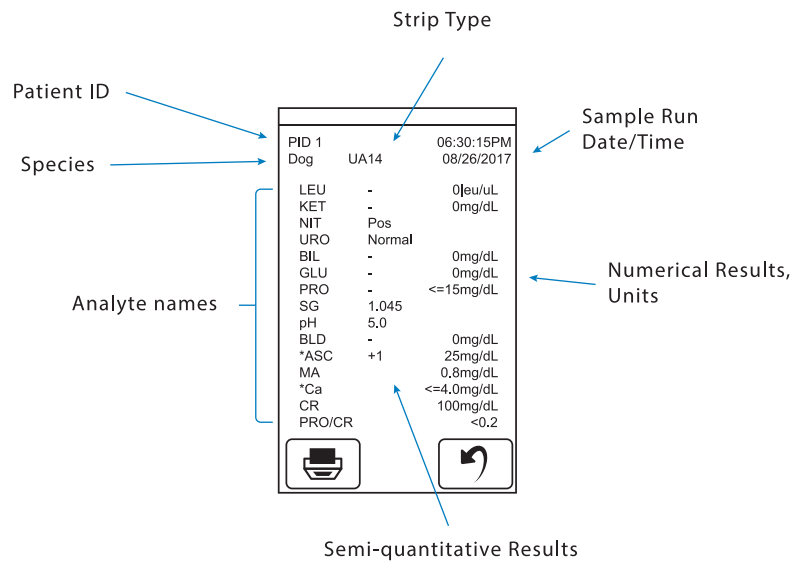 Strip Type
Patient ID
Sample Run
Date/Time
Species
PID 1 06:30:15PM
Dog UA14 08/26/2017
LEU - 0leu/uL
KET - 0mg/dL
NIT Pos
URO Normal
BIL - 0mg/dL
GLU - 0mg/dL
PRO - <=15mg/dL
SG 1.045
pH 5.0
BLD - 0mg/dL
*ASC +1 25mg/dL
MA 0.8mg/dL
*Ca <=4.0mg/dL
CR 100mg/dL
PRO/CR <0.2
Numerical Results,
Units
Analyte names
Semi-quantitative Results